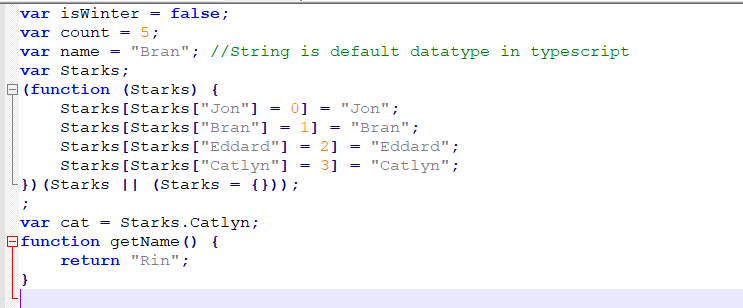 var isWinter = false;
var count = 5;
var name = "Bran"; //String is default datatype in typescript
var Starks;
(function (Starks) {
    Starks[Starks["Jon"] = 0] = "Jon";
    Starks[Starks["Bran"] = 1] = "Bran";
    Starks[Starks["Eddard"] = 2] = "Eddard";
    Starks[Starks["Catlyn"] = 3] = "Catlyn";
})(Starks || (Starks = {}));
;
var cat = Starks.Catlyn;
function getName() {
    return "Rin";
}